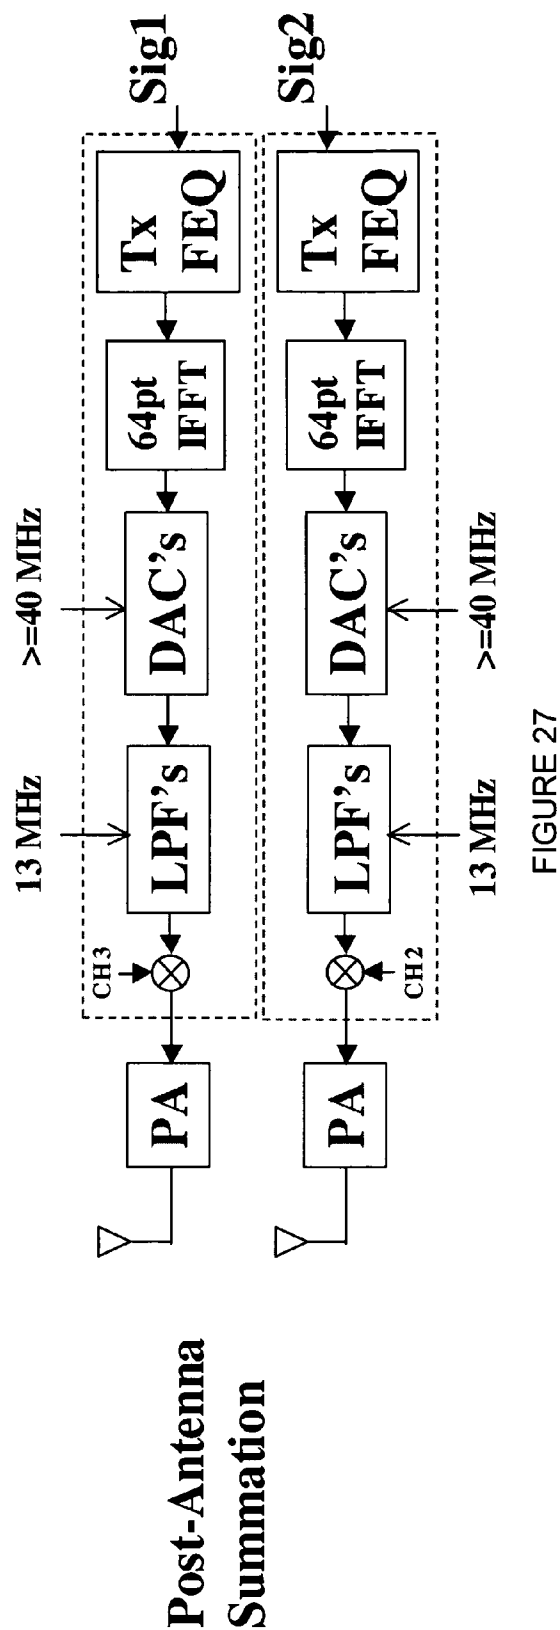 Post-Antenna
Summation
13 MHz
>=40 MHz
CH3
PA
LPF's
DAC's
64pt
IFFT
Tx
FEQ
Sig1
PA
LPF's
DAC's
64pt
IFFT
Tx
FEQ
Sig2
CH2
13 MHz
>=40 MHz
FIGURE 27